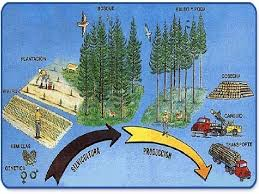 BOSQUE
RALEO Y PODA
PLANTACION
COSECHA
VIVERO
CARGUIO
SEMILLAS
TRANSPORTE
GENETICA
SILVICULTURA
PRODUCCION